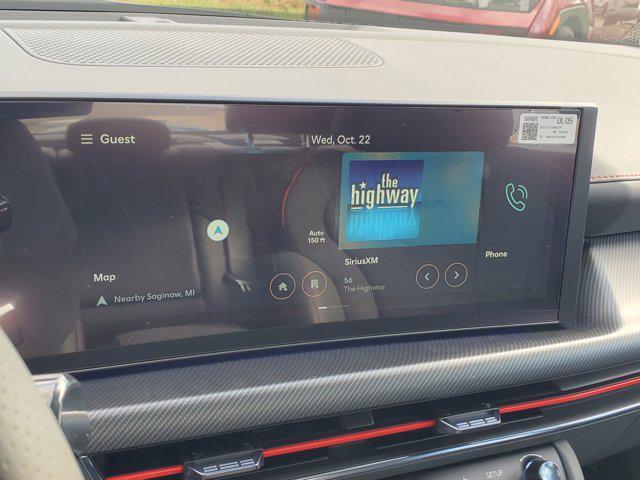 Guest
Wed, Oct. 22
DL05
the
highway
Auto
150 ft
SiriusXM
Phone
Map
56
The Highway
Nearby Saginaw, MI
SETUP